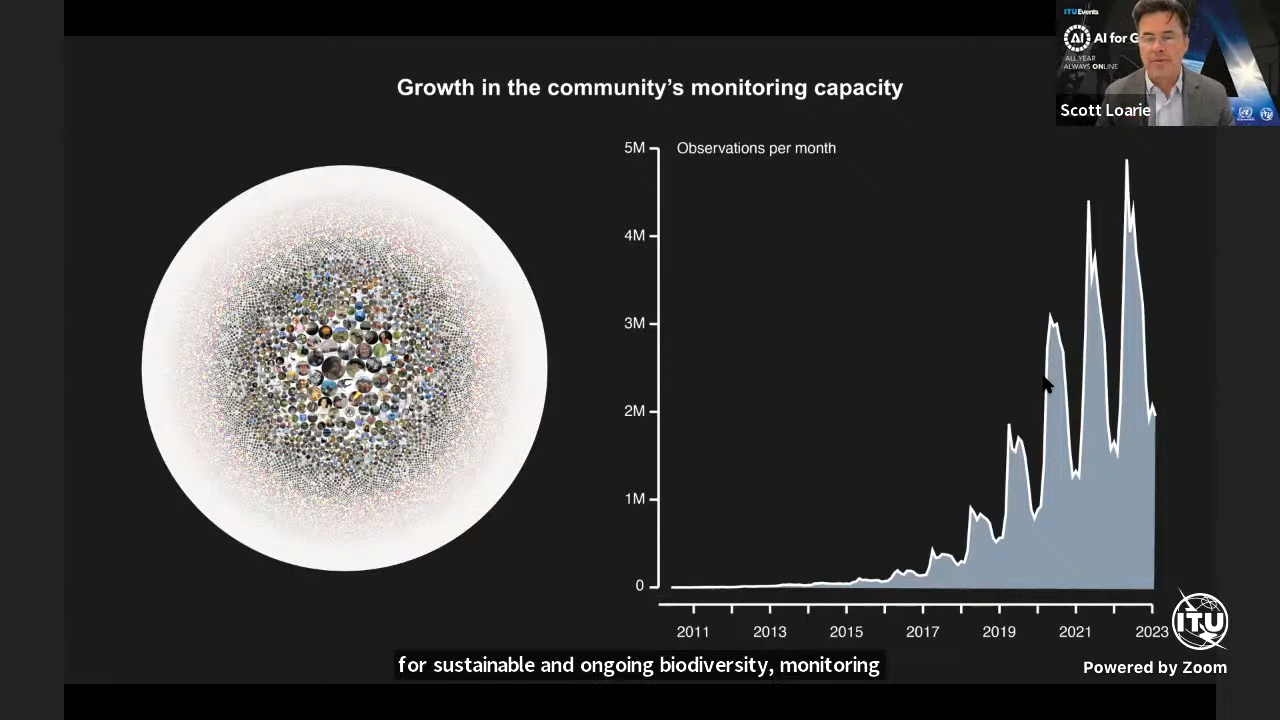 ITUEvents
AI AI for G
ALL YEAR
ALWAYS ONLINE
Scott Loarie
Growth in the community's monitoring capacity
Observations per month
5M
4M
3M
2M
1M
0
2011 2013 2015 2017 2019 2021 2023
ITU
for sustainable and ongoing biodiversity, monitoring
Powered by Zoom